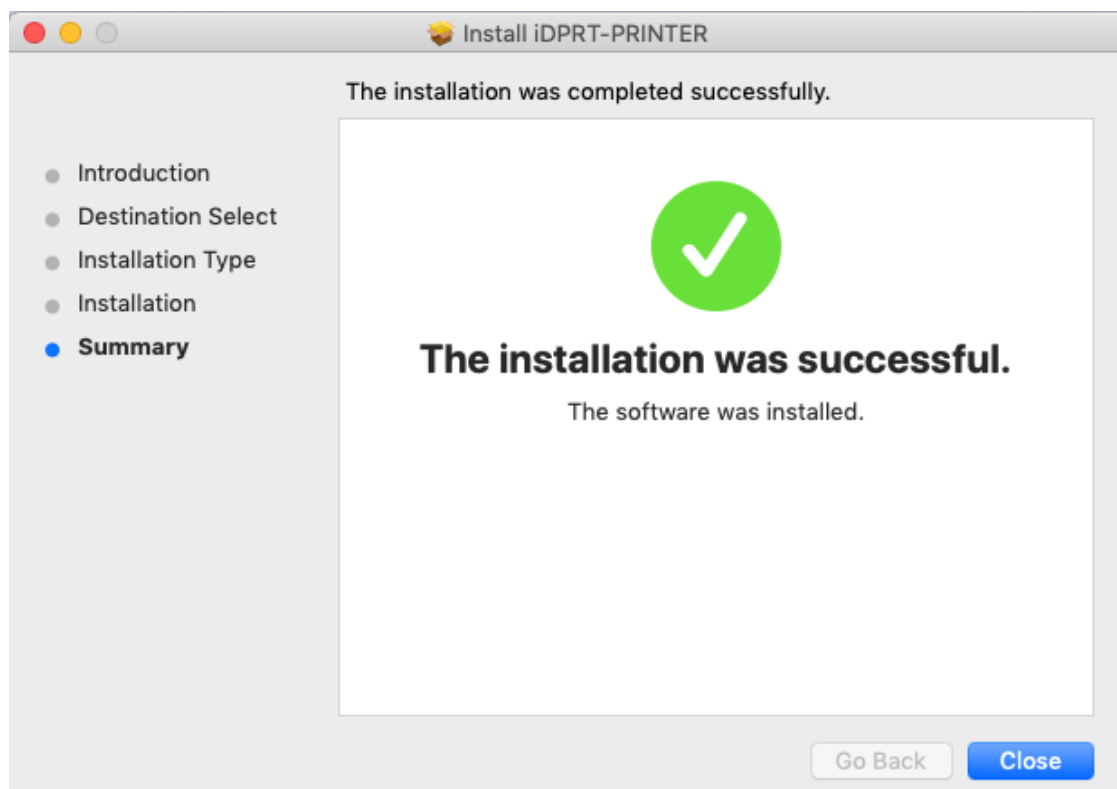 Install iDPRT-PRINTER
The installation was completed successfully.
Introduction
Destination Select
Installation Type
Installation
Summary
The installation was successful.
The software was installed.
Go Back
Close